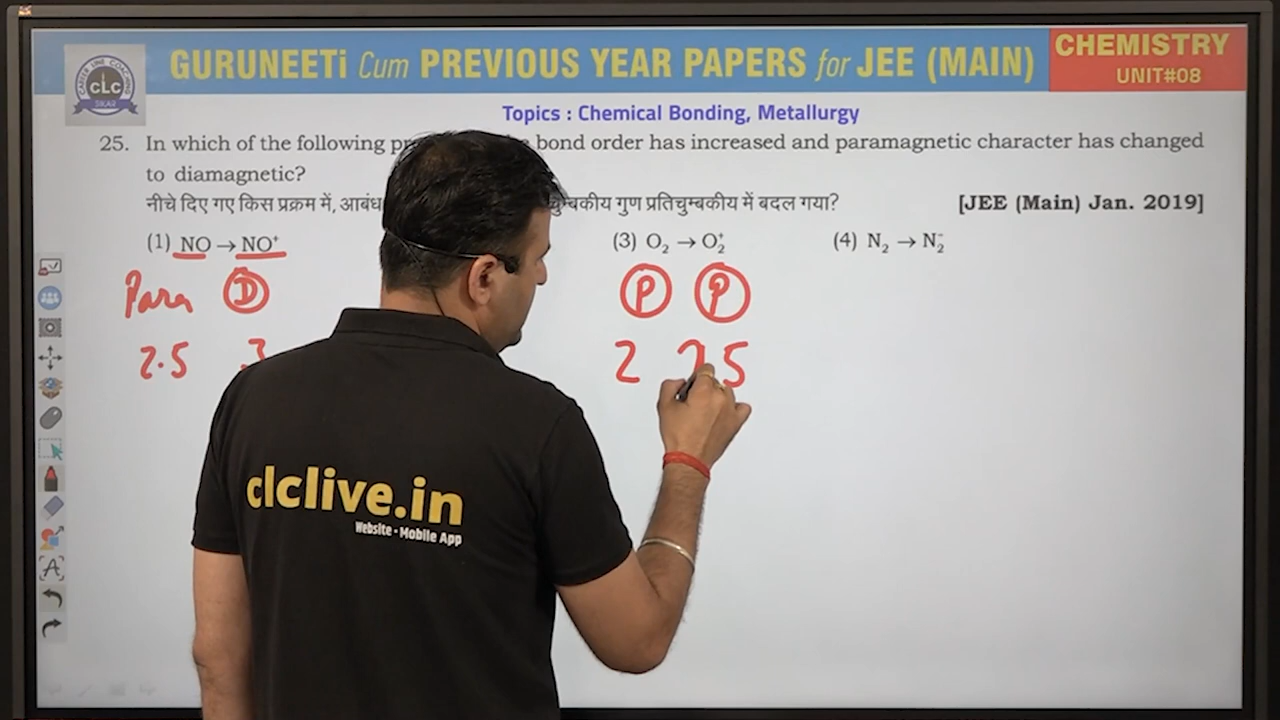 GURUNEETi Cum PREVIOUS YEAR PAPERS for JEE (MAIN)
CHEMISTRY
UNIT#08
CLC
SIKAR
Topics : Chemical Bonding, Metallurgy
25. In which of the following bond order has increased and paramagnetic character has changed
to diamagnetic?
नीचे दिए गए किस प्रक्रम में, गुण प्रतिचुम्बकीय में बदल गया? [JEE (Main) Jan. 2019]
(1) NO → NO⁺ (3) O₂ → O₂⁺ (4) N₂ → N₂⁻
Para D P P
2.5 3 2 2.5
clclive.in
Website • Mobile App